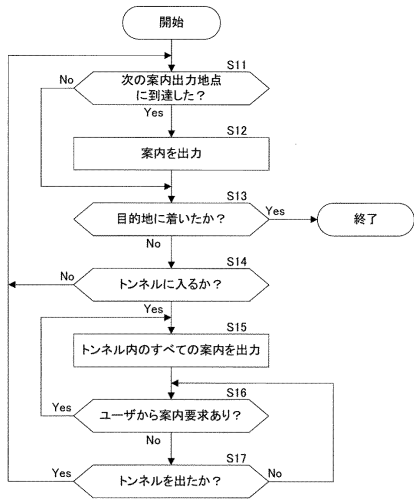 開始
S11
No
次の案内出力地点
に到達した？
Yes
S12
案内を出力
S13
目的地に着いたか？
Yes
終了
No
S14
No
トンネルに入るか？
Yes
S15
トンネル内のすべての案内を出力
S16
Yes
ユーザから案内要求あり？
No
S17
Yes
トンネルを出たか？
No